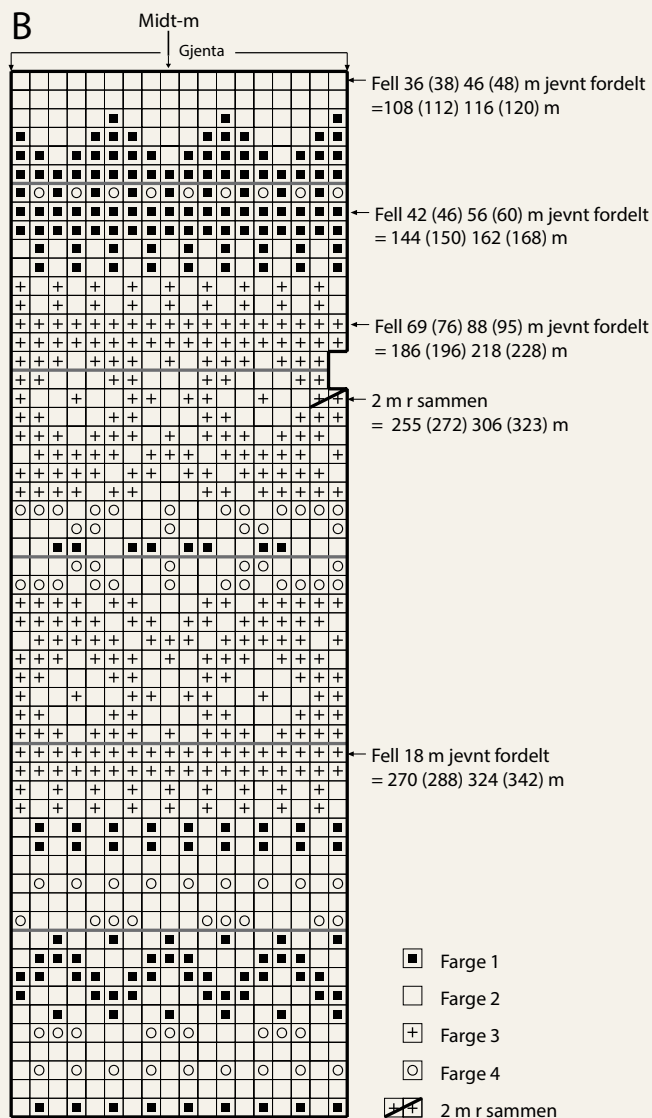 B
Midt-m
Gjenta
Fell 36 (38) 46 (48) m jevnt fordelt
=108 (112) 116 (120) m
Fell 42 (46) 56 (60) m jevnt fordelt
= 144 (150) 162 (168) m
Fell 69 (76) 88 (95) m jevnt fordelt
= 186 (196) 218 (228) m
2 m r sammen
= 255 (272) 306 (323) m
Fell 18 m jevnt fordelt
= 270 (288) 324 (342) m
Farge 1
Farge 2
Farge 3
Farge 4
2 m r sammen